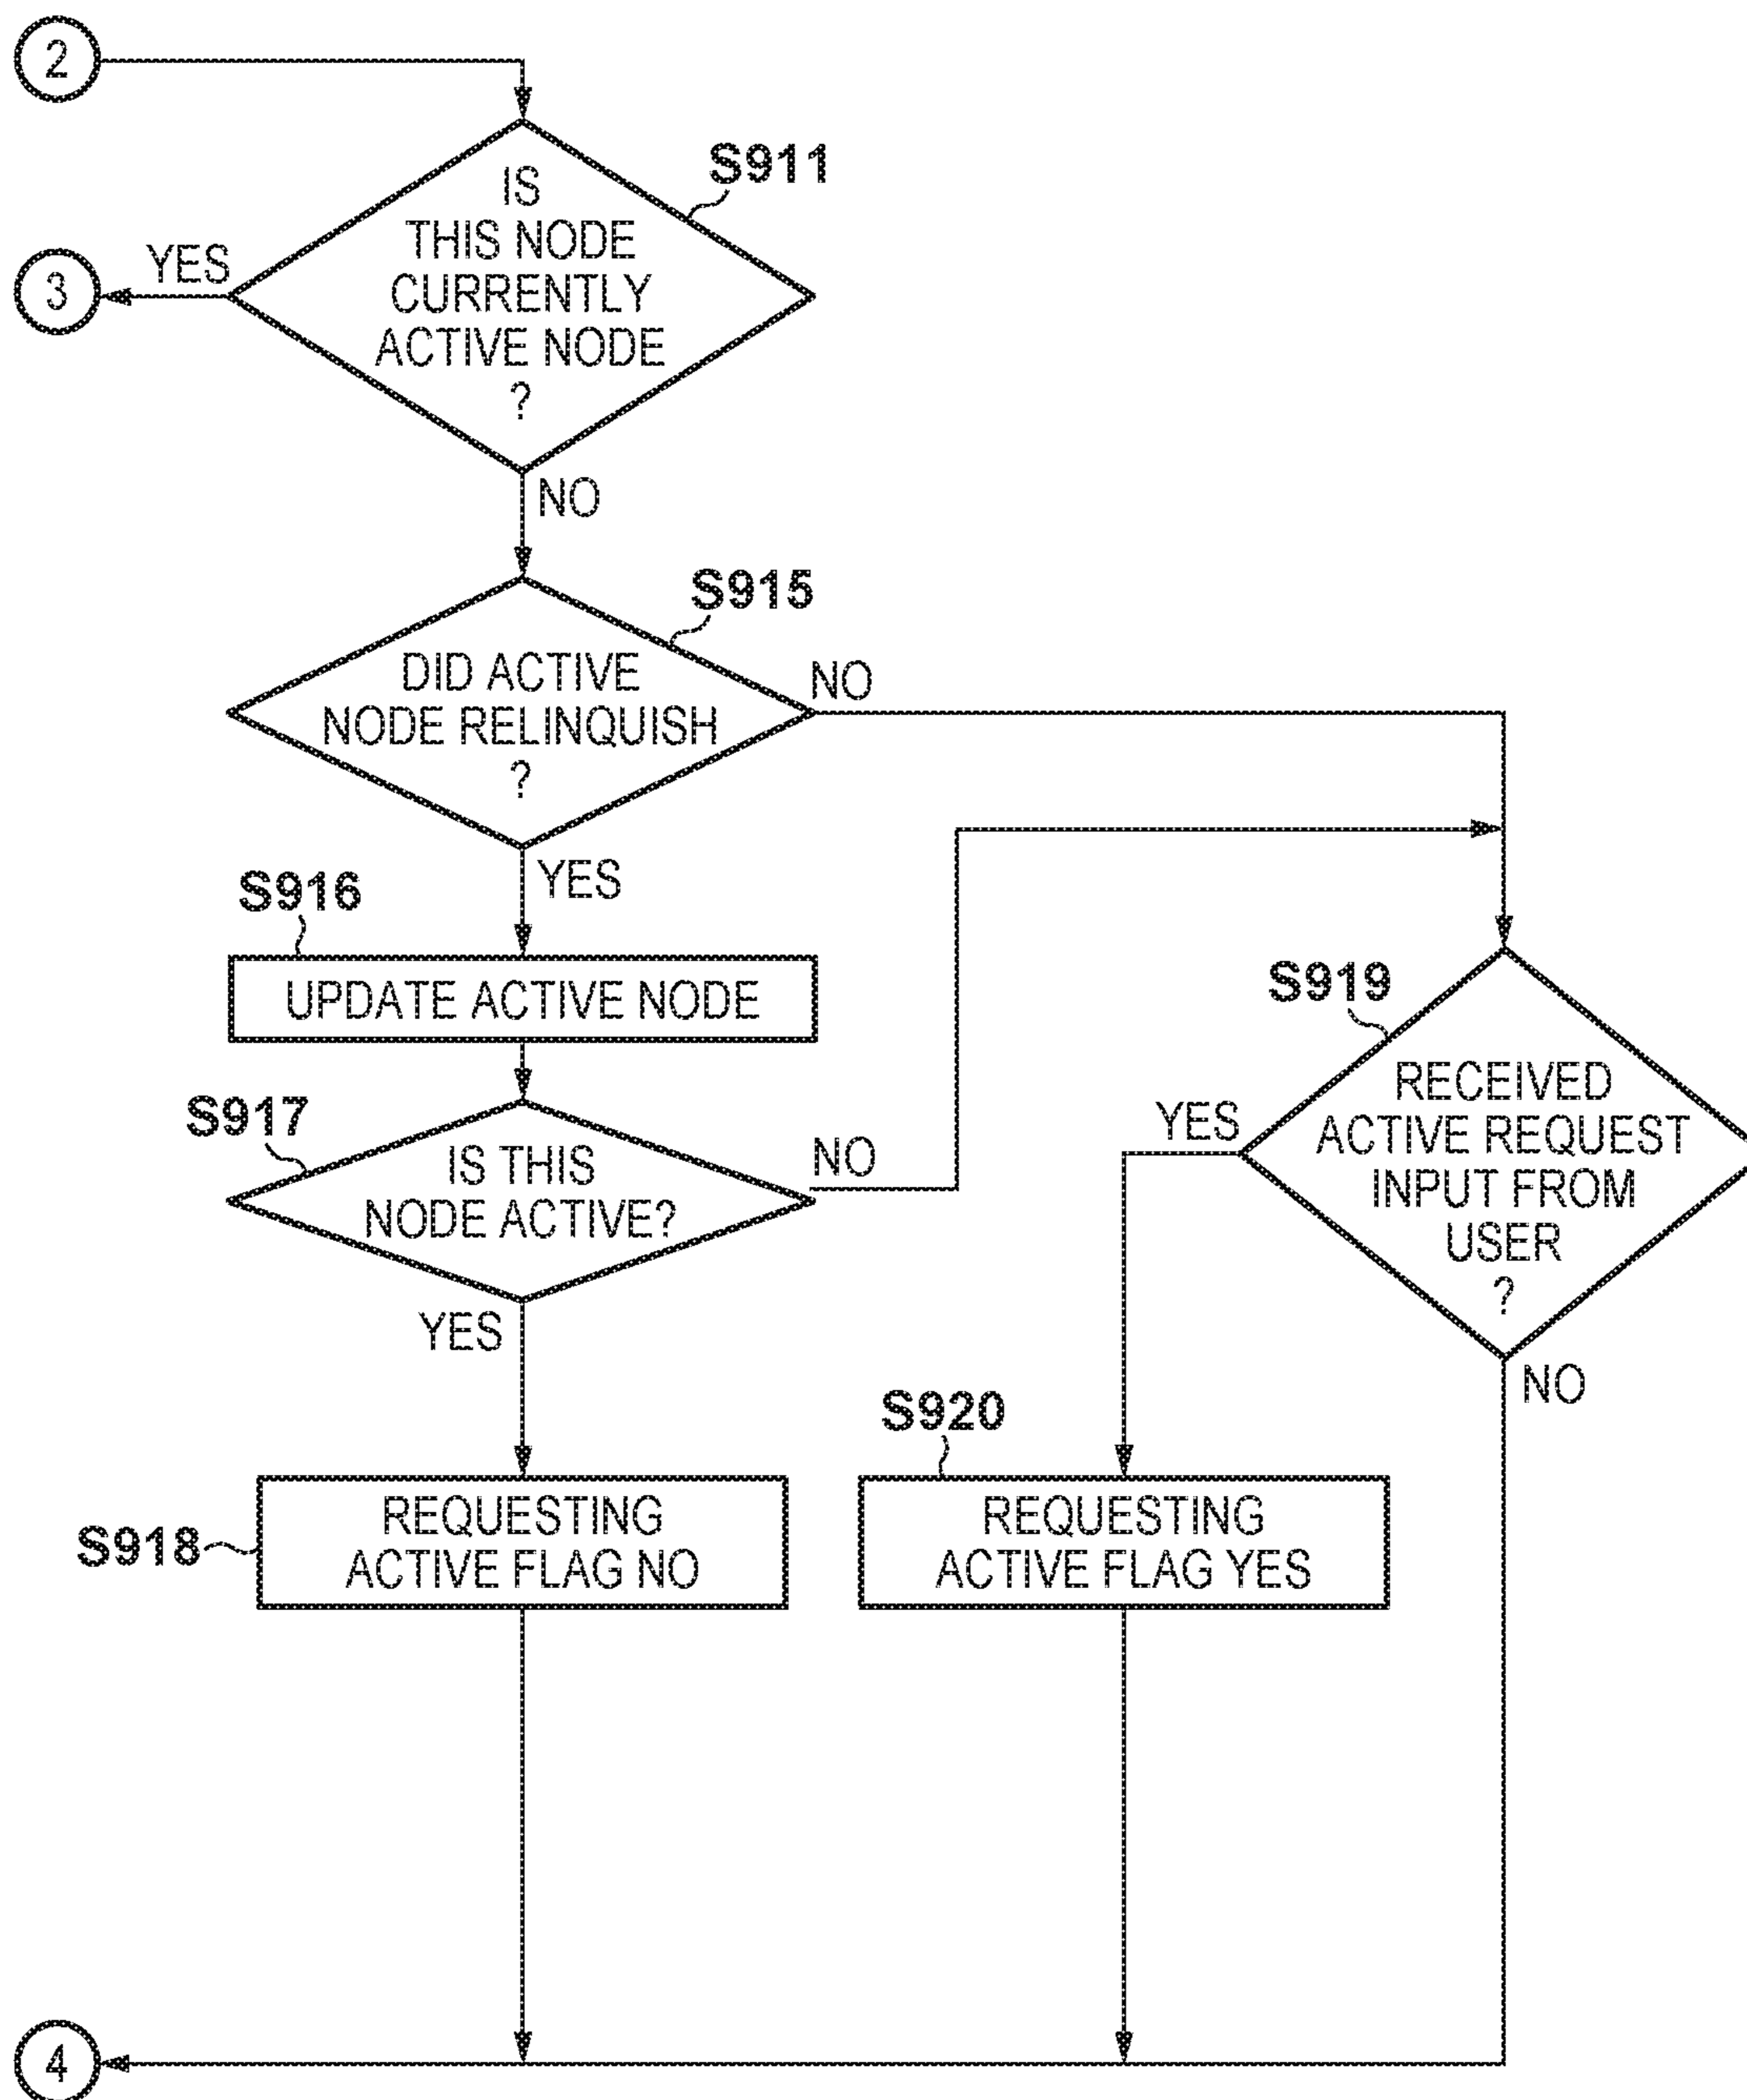 2
S911
IS
THIS NODE
CURRENTLY
ACTIVE NODE
?
YES
3
NO
S915
DID ACTIVE
NODE RELINQUISH
?
NO
YES
S916
UPDATE ACTIVE NODE
S917
IS THIS
NODE ACTIVE?
NO
YES
S919
RECEIVED
ACTIVE REQUEST
INPUT FROM
USER
?
YES
NO
S918
REQUESTING
ACTIVE FLAG NO
S920
REQUESTING
ACTIVE FLAG YES
4